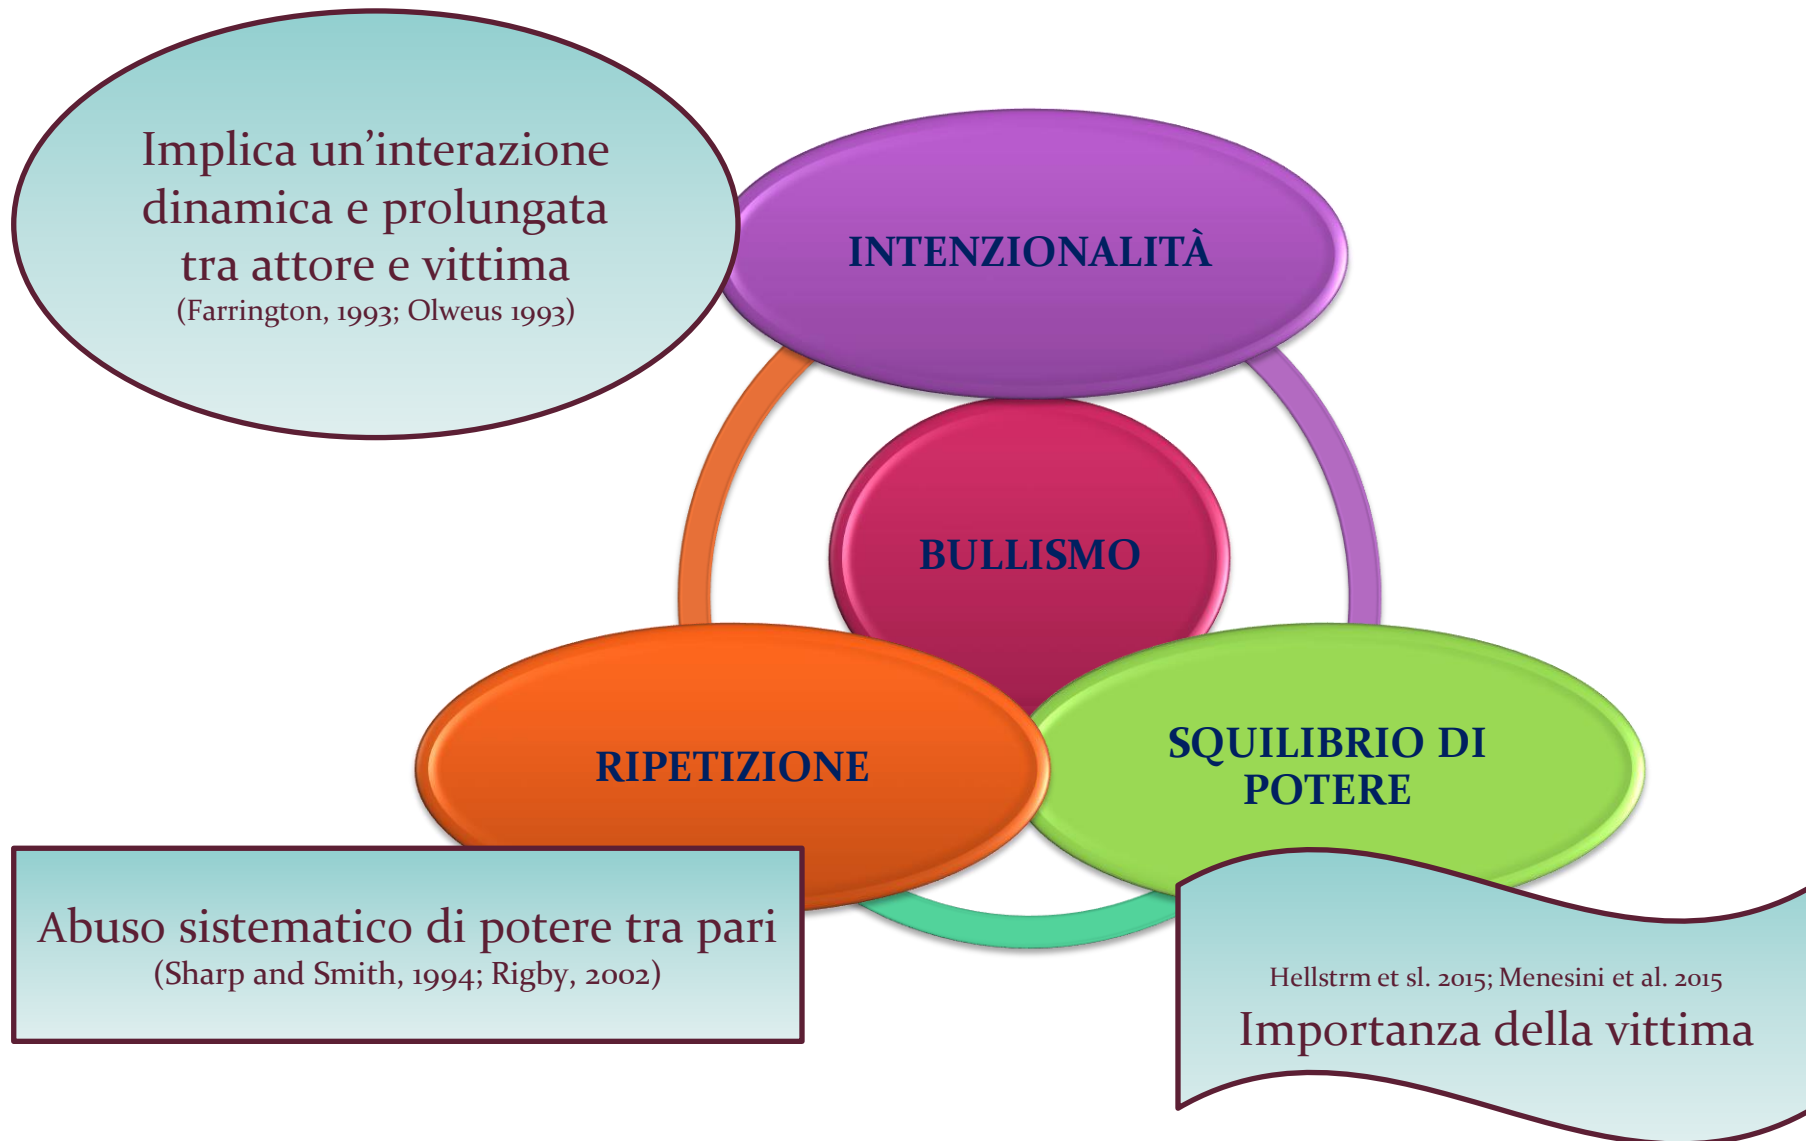 Implica un’interazione
dinamica e prolungata
tra attore e vittima
(Farrington, 1993; Olweus 1993)
INTENZIONALITÀ
BULLISMO
RIPETIZIONE
SQUILIBRIO DI
POTERE
Abuso sistematico di potere tra pari
(Sharp and Smith, 1994; Rigby, 2002)
Hellstrm et sl. 2015; Menesini et al. 2015
Importanza della vittima